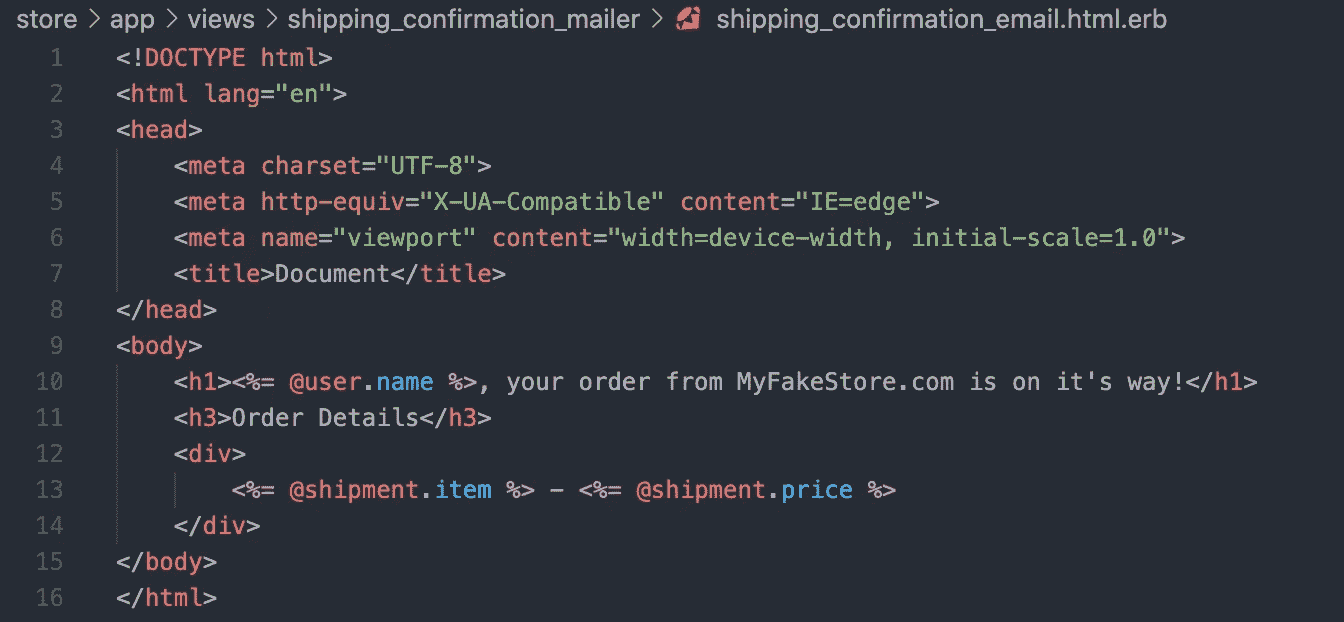 store > app > views > shipping_confirmation_mailer > shipping_confirmation_email.html.erb
1 <!DOCTYPE html>
2 <html lang="en">
3 <head>
4     <meta charset="UTF-8">
5     <meta http-equiv="X-UA-Compatible" content="IE=edge">
6     <meta name="viewport" content="width=device-width, initial-scale=1.0">
7     <title>Document</title>
8 </head>
9 <body>
10     <h1><%= @user.name %>, your order from MyFakeStore.com is on it's way!</h1>
11     <h3>Order Details</h3>
12     <div>
13         <%= @shipment.item %> - <%= @shipment.price %>
14     </div>
15 </body>
16 </html>